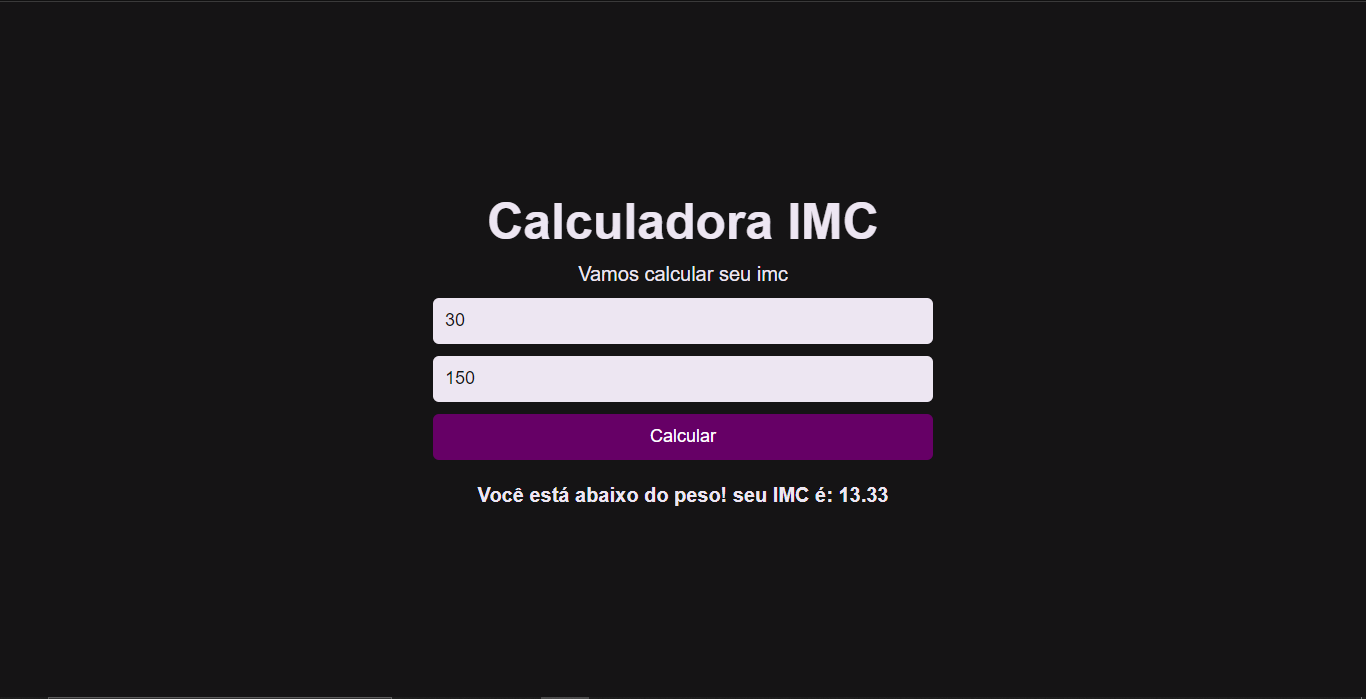 Calculadora IMC
Vamos calcular seu imc
30
150
Calcular
Você está abaixo do peso! seu IMC é: 13.33